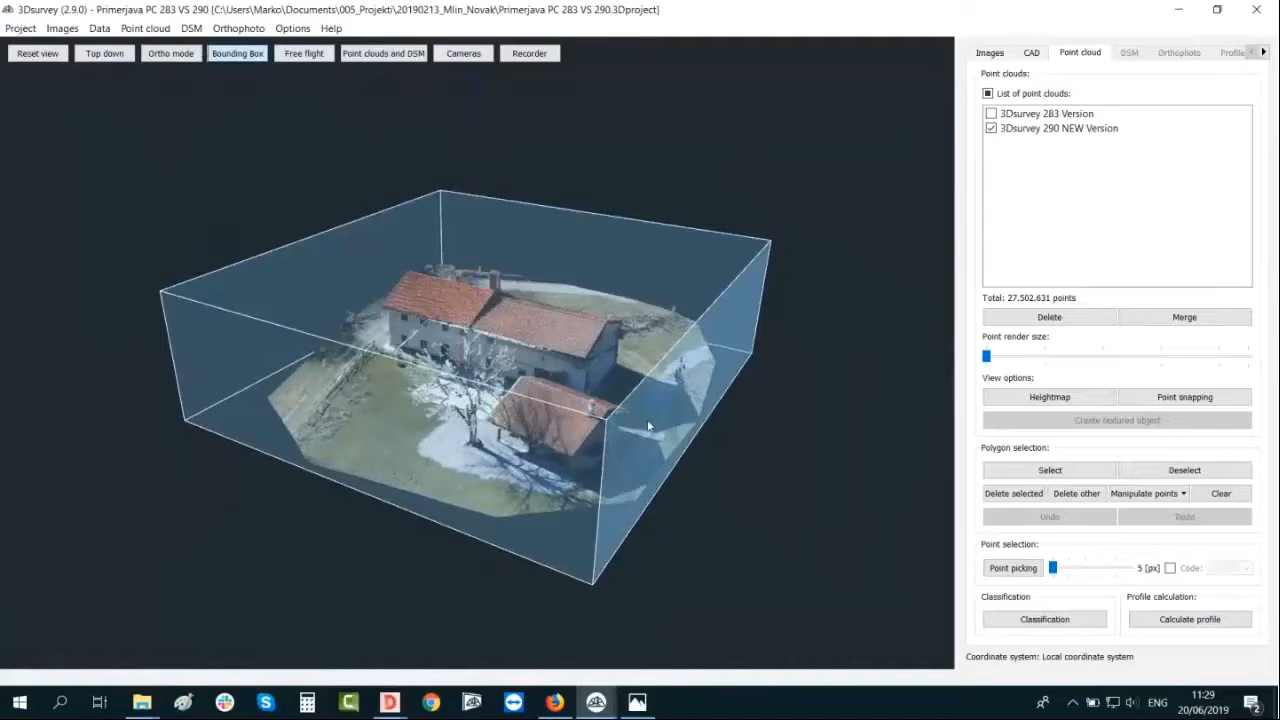 3Dsurvey (2.9.0) - Primerjava PC 283 VS 290 [C:\Users\Marko\Documents\005_Projekti\20190213_Mlin_Novak\Primerjava PC 283 VS 290.3Dproject]
Project Images Data Point cloud DSM Orthophoto Options Help
Reset view Top down Ortho mode Bounding Box Free flight Point clouds and DSM Cameras Recorder
Images CAD Point cloud DSM Orthophoto Profile
Point clouds:
List of point clouds:
3Dsurvey 283 Version
3Dsurvey 290 NEW Version
Total: 27.502.631 points
Delete Merge
Point render size:
View options:
Heightmap Point snapping
Create textured object
Polygon selection:
Select Deselect
Delete selected Delete other Manipulate points Clear
Undo Redo
Point selection:
Point picking 5 [px] Code:
Classification Profile calculation:
Classification Calculate profile
Coordinate system: Local coordinate system
ENG 11:29
20/06/2019 2